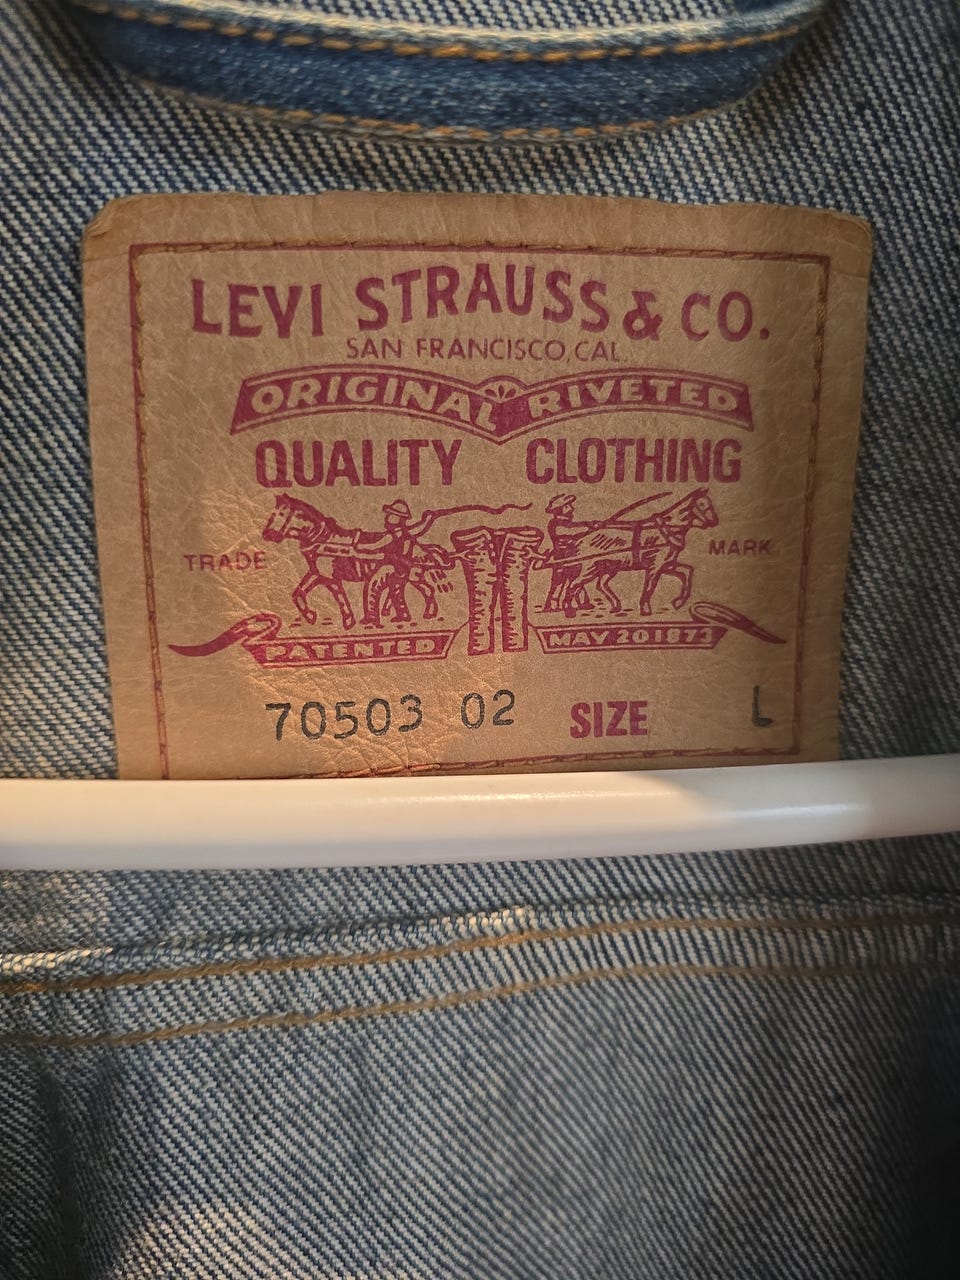 LEVI STRAUSS & CO.
SAN FRANCISCO, CAL.
ORIGINAL RIVETED
QUALITY CLOTHING
TRADE MARK
PATENTED MAY 20 1873
70503 02 SIZE L